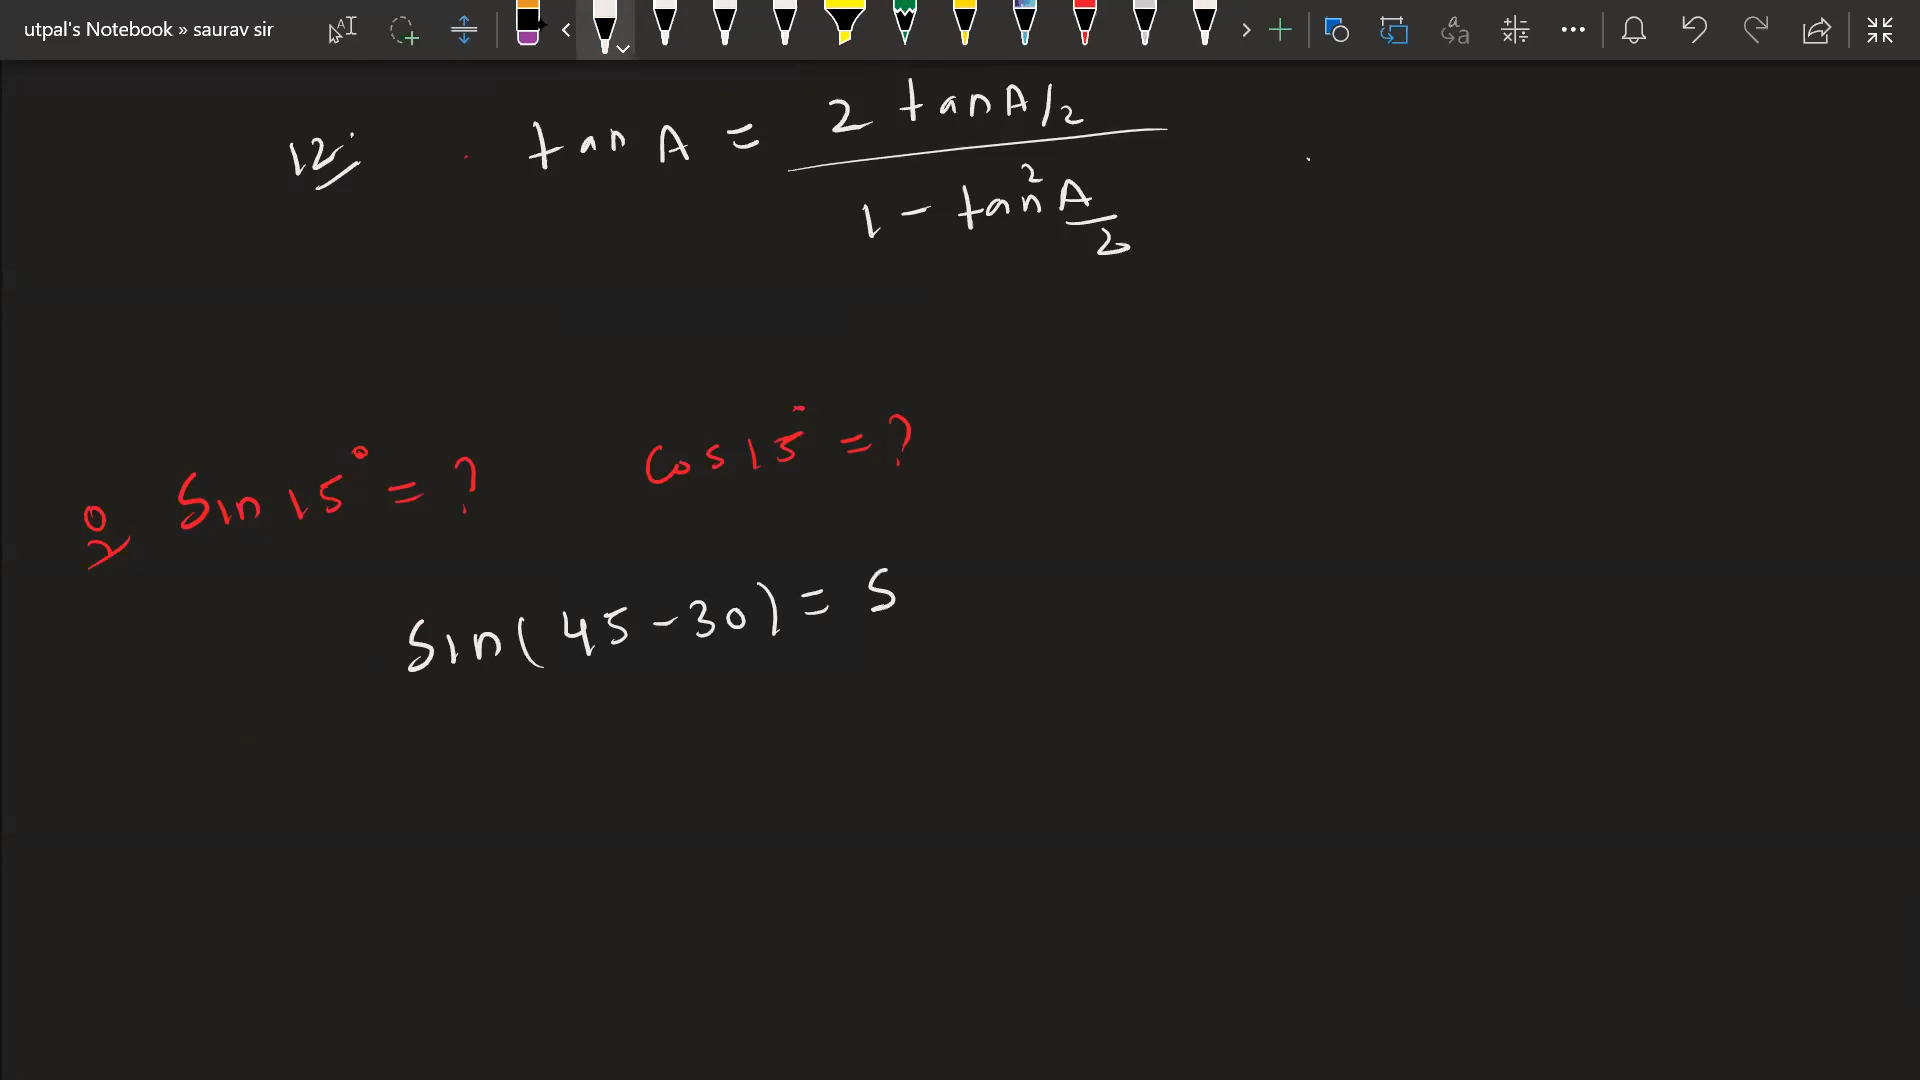 utpal's Notebook » saurav sir
12. tan A = 2 tan A/2
1 - tan² A/2
Q sin 15° = ? cos 15° = ?
sin(45-30) = s